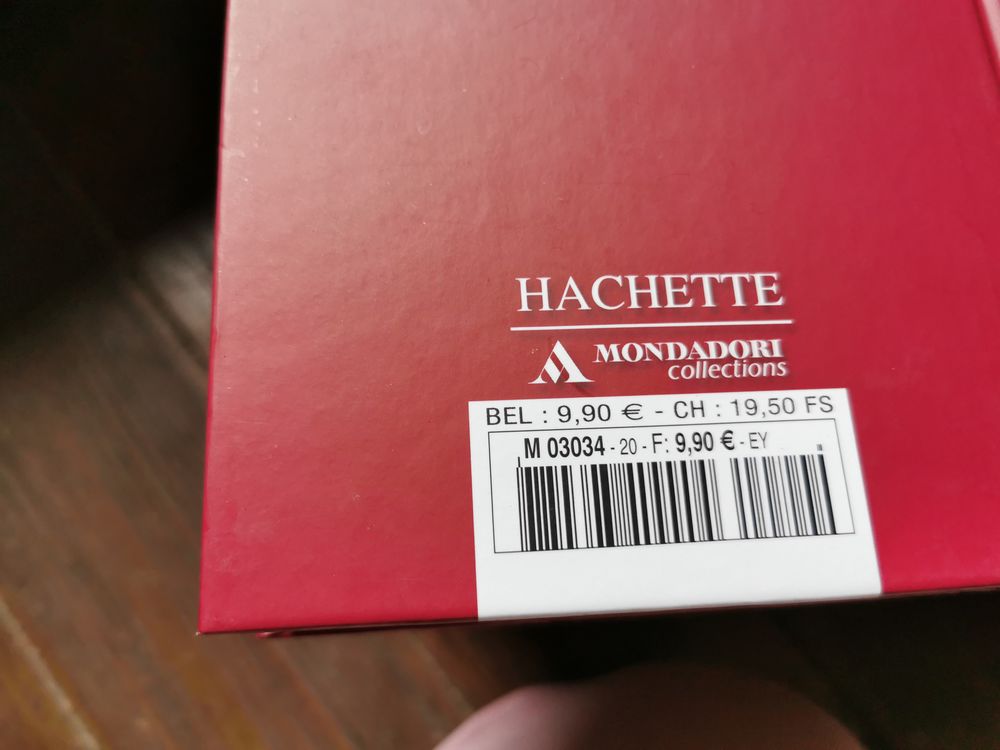 HACHETTE
MONDADORI
collections
BEL : 9,90 € - CH : 19,50 FS
M 03034 - 20 - F: 9,90 € - EY